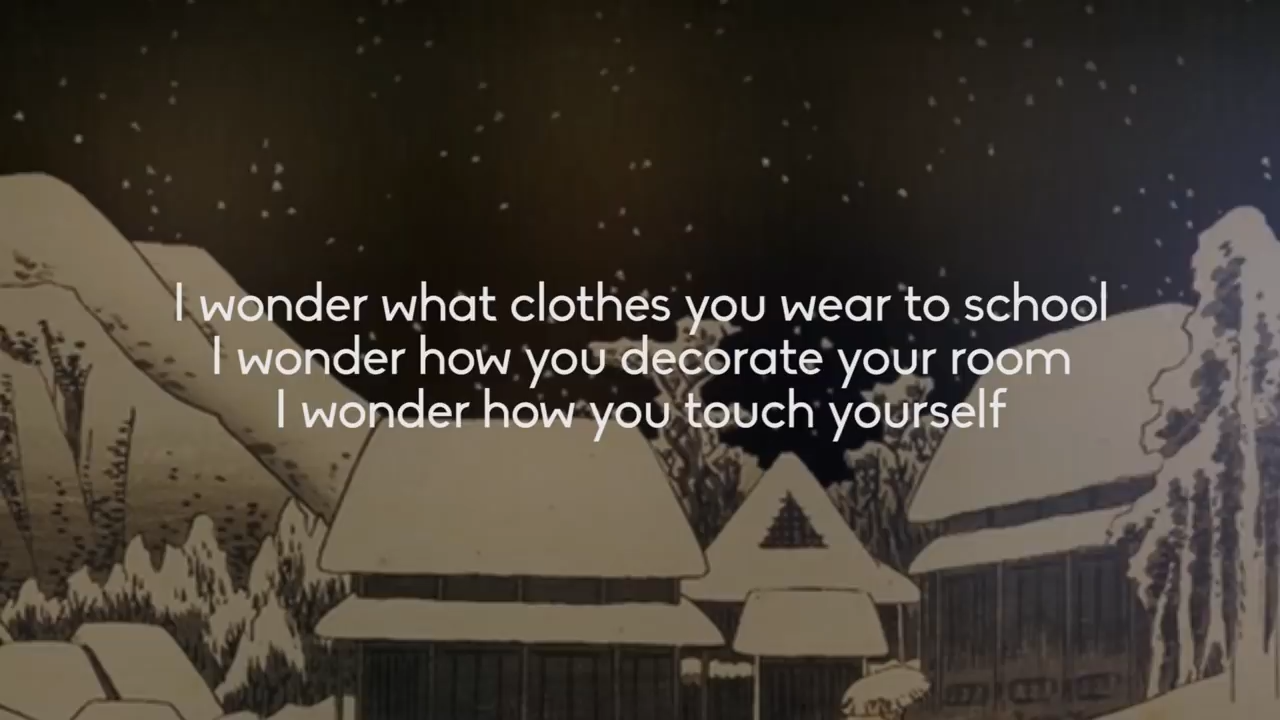 I wonder what clothes you wear to school
I wonder how you decorate your room
I wonder how you touch yourself